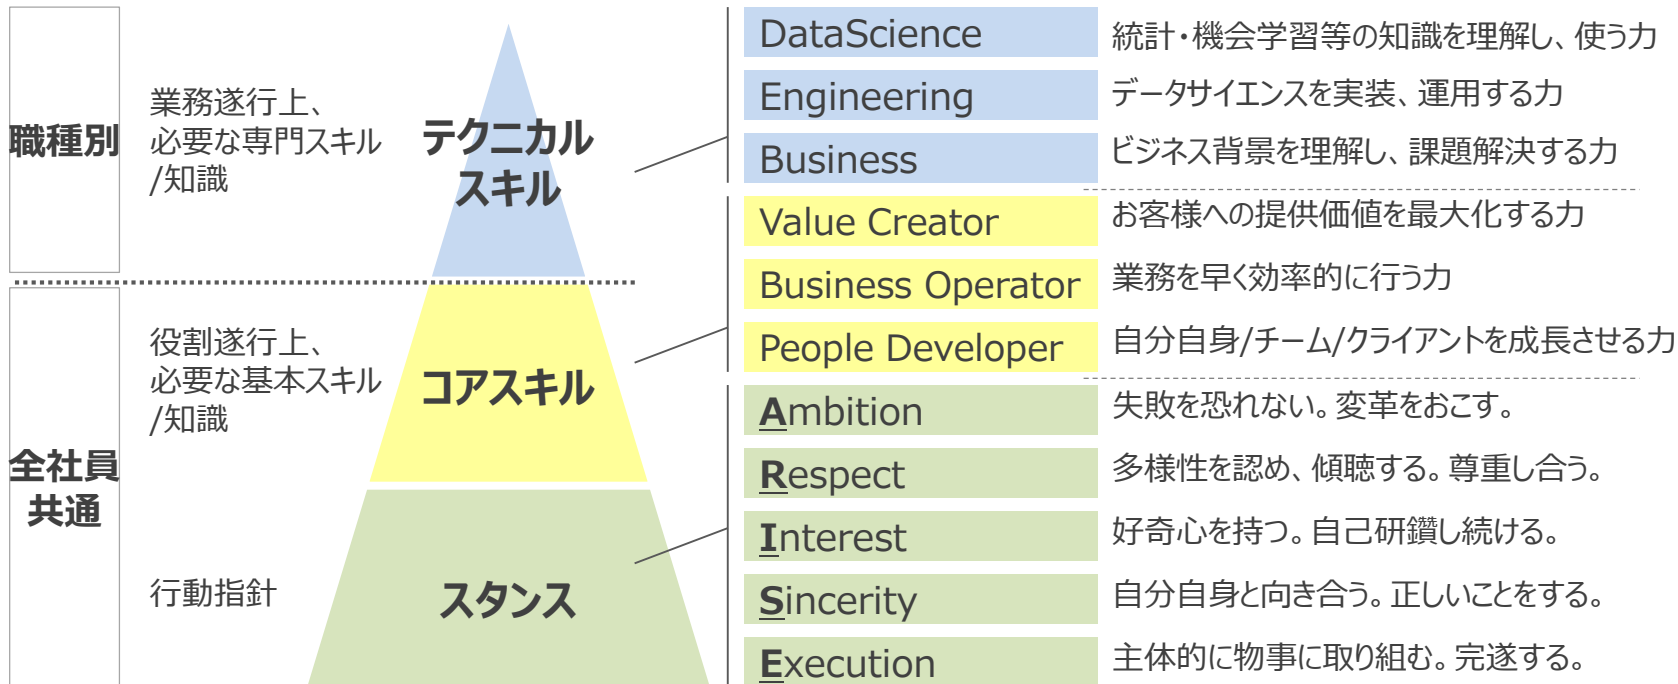 職種別
業務遂行上、
必要な専門スキル
/知識
テクニカル
スキル
DataScience
統計・機会学習等の知識を理解し、使う力
Engineering
データサイエンスを実装、運用する力
Business
ビジネス背景を理解し、課題解決する力
全社員
共通
役割遂行上、
必要な基本スキル
/知識
コアスキル
Value Creator
お客様への提供価値を最大化する力
Business Operator
業務を早く効率的に行う力
People Developer
自分自身/チーム/クライアントを成長させる力
行動指針
スタンス
Ambition
失敗を恐れない。変革をおこす。
Respect
多様性を認め、傾聴する。尊重し合う。
Interest
好奇心を持つ。自己研鑽し続ける。
Sincerity
自分自身と向き合う。正しいことをする。
Execution
主体的に物事に取り組む。完遂する。